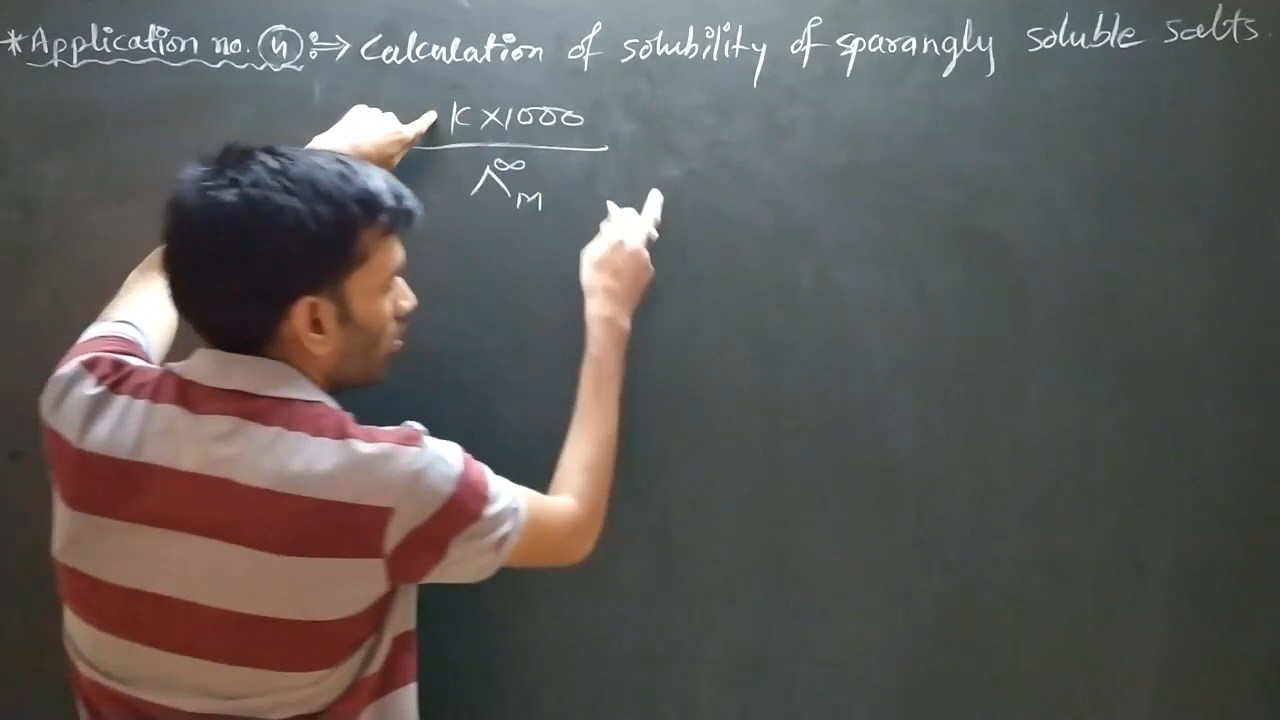 *Application no. 4 :⇒ Calculation of solubility of sparangly soluble salts.
K×1000
Λ∞M